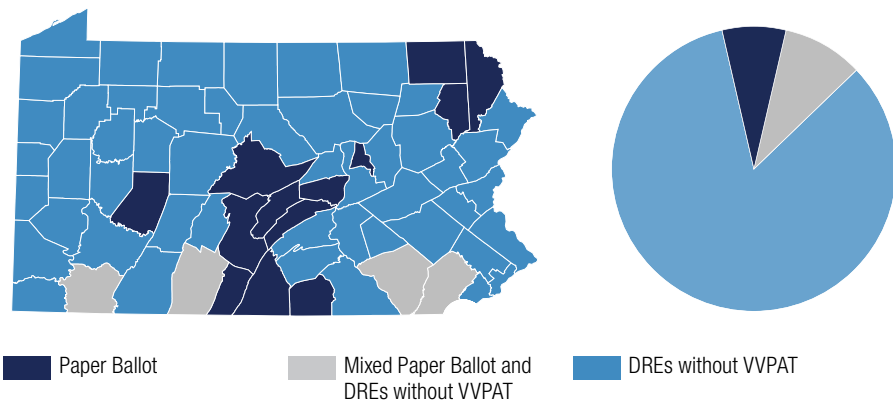 Paper Ballot
Mixed Paper Ballot and
DREs without VVPAT
DREs without VVPAT